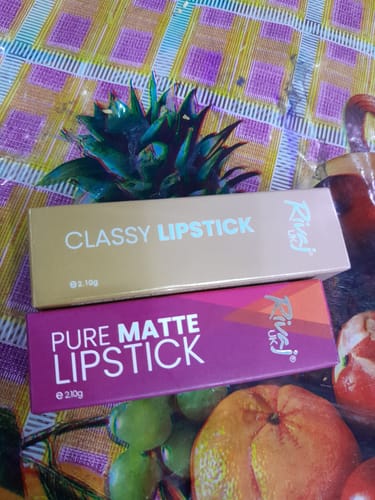 CLASSY LIPSTICK
Rivaj
UK
℮ 2.10g
PURE MATTE
LIPSTICK
Rivaj®
UK
℮ 2.10g